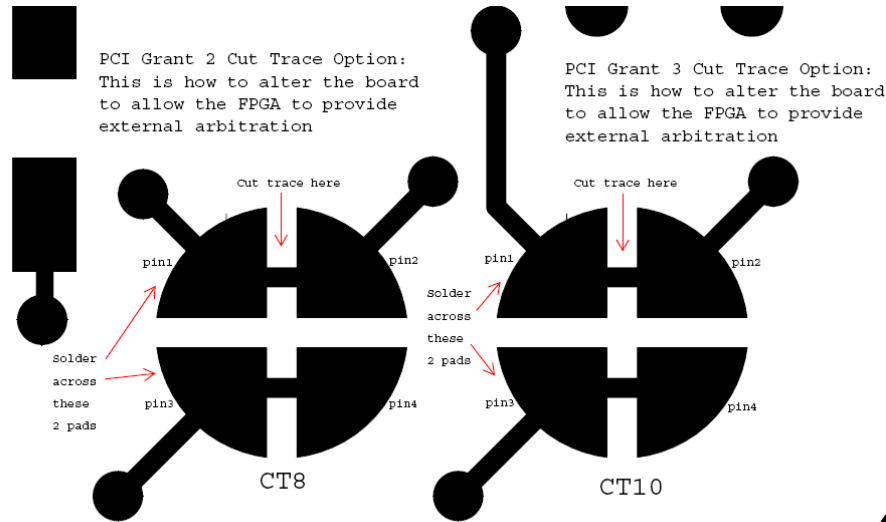 PCI Grant 2 Cut Trace Option:
This is how to alter the board
to allow the FPGA to provide
external arbitration
PCI Grant 3 Cut Trace Option:
This is how to alter the board
to allow the FPGA to provide
external arbitration
Cut trace here
pin1
pin2
Solder
across
these
2 pads
pin3
pin4
CT8
Cut trace here
pin1
pin2
Solder
across
these
2 pads
pin3
pin4
CT10